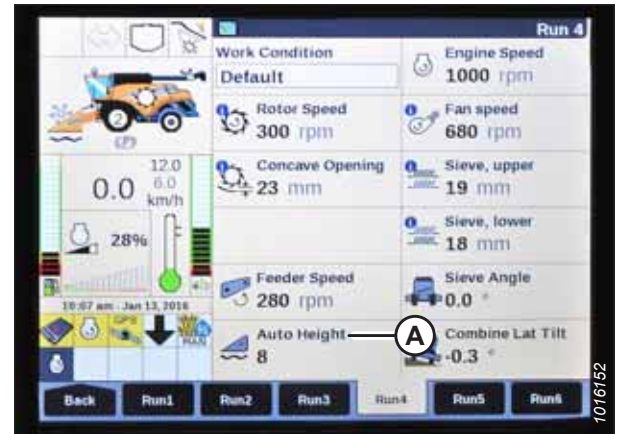 Run 4
Work Condition
Default
Engine Speed
1000 rpm
Rotor Speed
300 rpm
Fan speed
680 rpm
Concave Opening
23 mm
Sieve, upper
19 mm
Sieve, lower
18 mm
Feeder Speed
280 rpm
Sieve Angle
0.0 °
Auto Height
A
8
Combine Lat Tilt
-0.3 °
2
(P)
12.0
0.0
6.0
km/h
28%
10:07 am Jan 13, 2016
GPS
MAN
Back
Run1
Run2
Run3
Run4
Run5
Run6
1016152